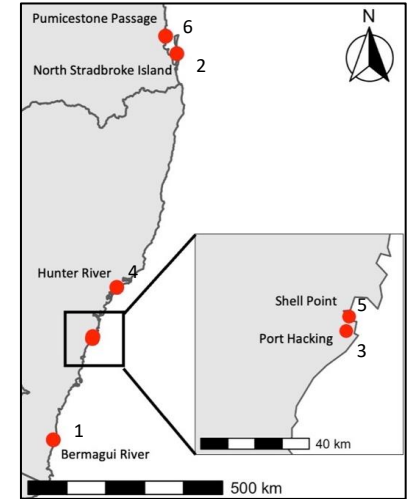 Pumicestone Passage
6
N
North Stradbroke Island
2
Hunter River
4
Shell Point
5
Port Hacking
3
40 km
1
Bermagui River
500 km